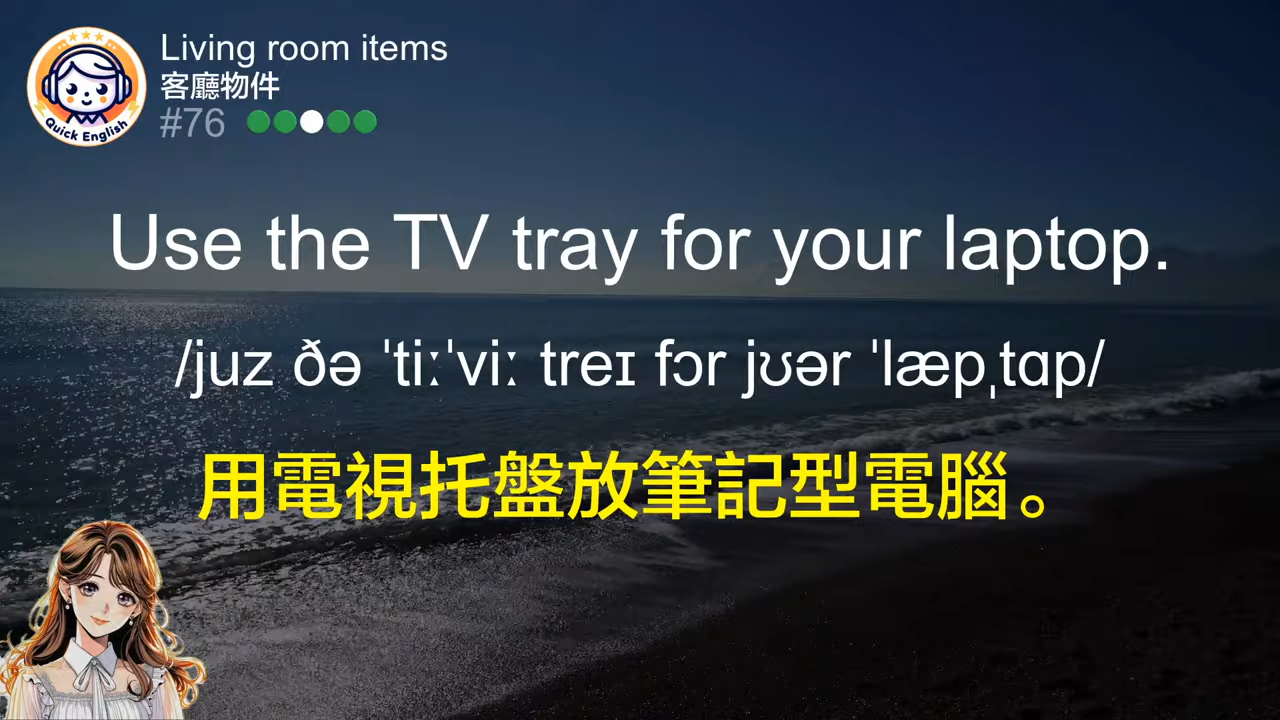 Quick English
Living room items
客廳物件
#76
Use the TV tray for your laptop.
/juz ðə ˈtiːˈviː treɪ fɔr jʊər ˈlæpˌtɑp/
用電視托盤放筆記型電腦。